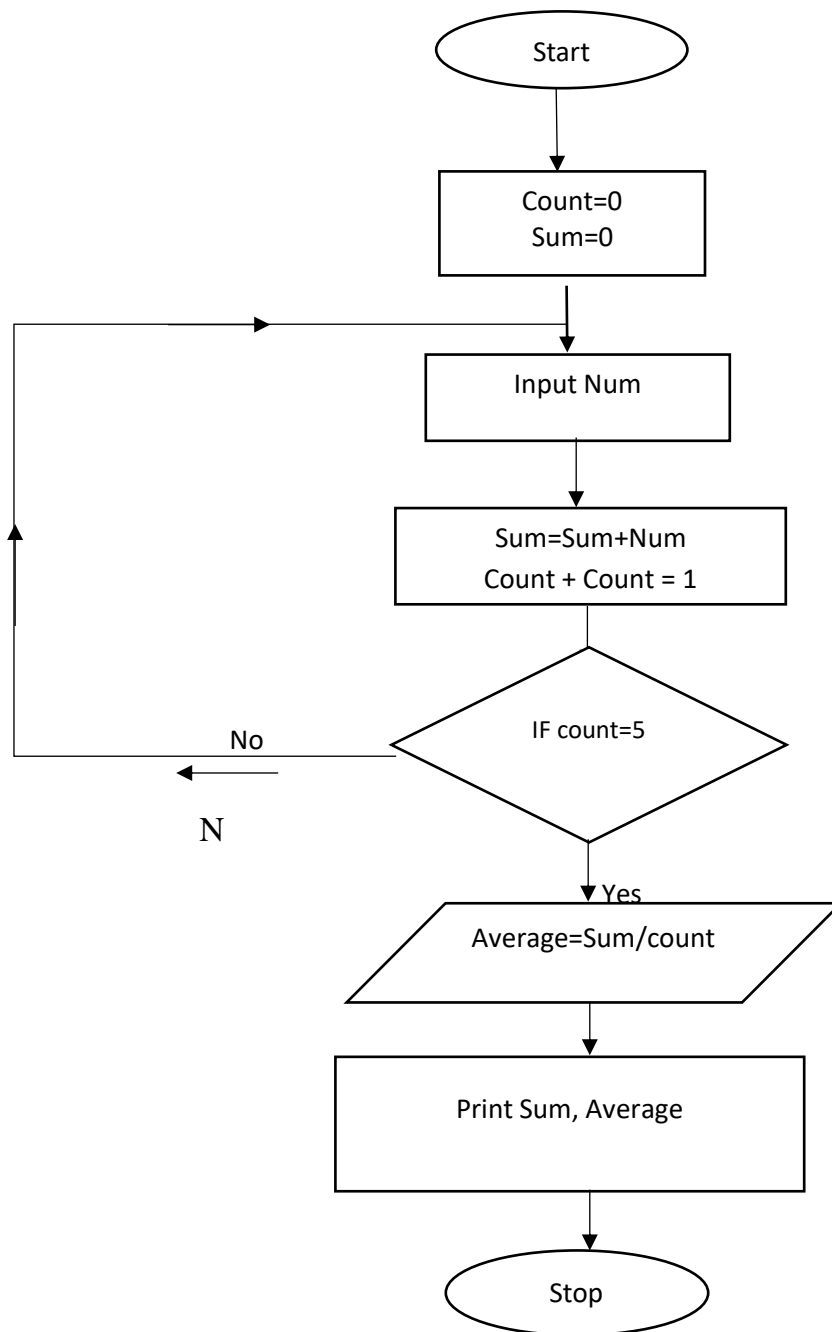 Start
Count=0
Sum=0
Input Num
Sum=Sum+Num
Count + Count = 1
IF count=5
No
N
Yes
Average=Sum/count
Print Sum, Average
Stop